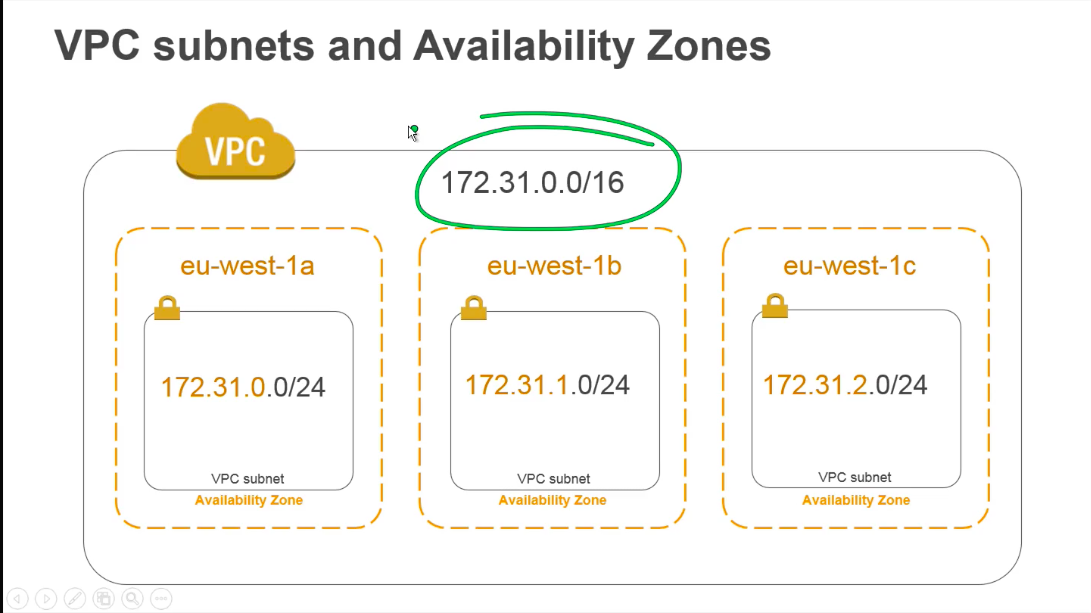 VPC subnets and Availability Zones
VPC
172.31.0.0/16
eu-west-1a
eu-west-1b
eu-west-1c
172.31.0.0/24
172.31.1.0/24
172.31.2.0/24
VPC subnet
VPC subnet
VPC subnet
Availability Zone
Availability Zone
Availability Zone